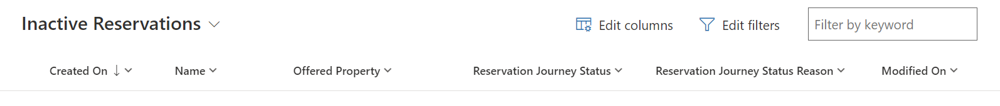 Inactive Reservations
Edit columns
Edit filters
Filter by keyword
Created On
Name
Offered Property
Reservation Journey Status
Reservation Journey Status Reason
Modified On